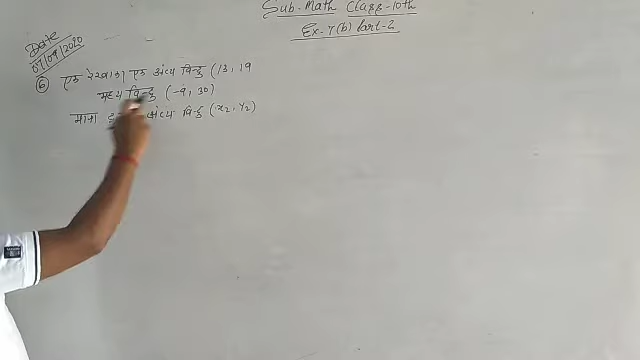 Sub-Math Class-10th
Ex-7(b) Part-2
Date
07/09/2020
⑥ एक रेखा का एक अंत्य बिन्दु (13, 19
मध्य बिन्दु (-9, 30)
माना अंत्य बिन्दु (x₂, y₂)